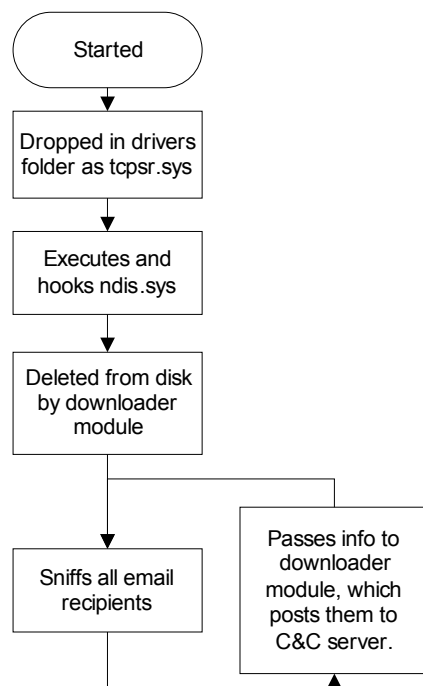 Started
Dropped in drivers
folder as tcpsr.sys
Executes and
hooks ndis.sys
Deleted from disk
by downloader
module
Sniffs all email
recipients
Passes info to
downloader
module, which
posts them to
C&C server.